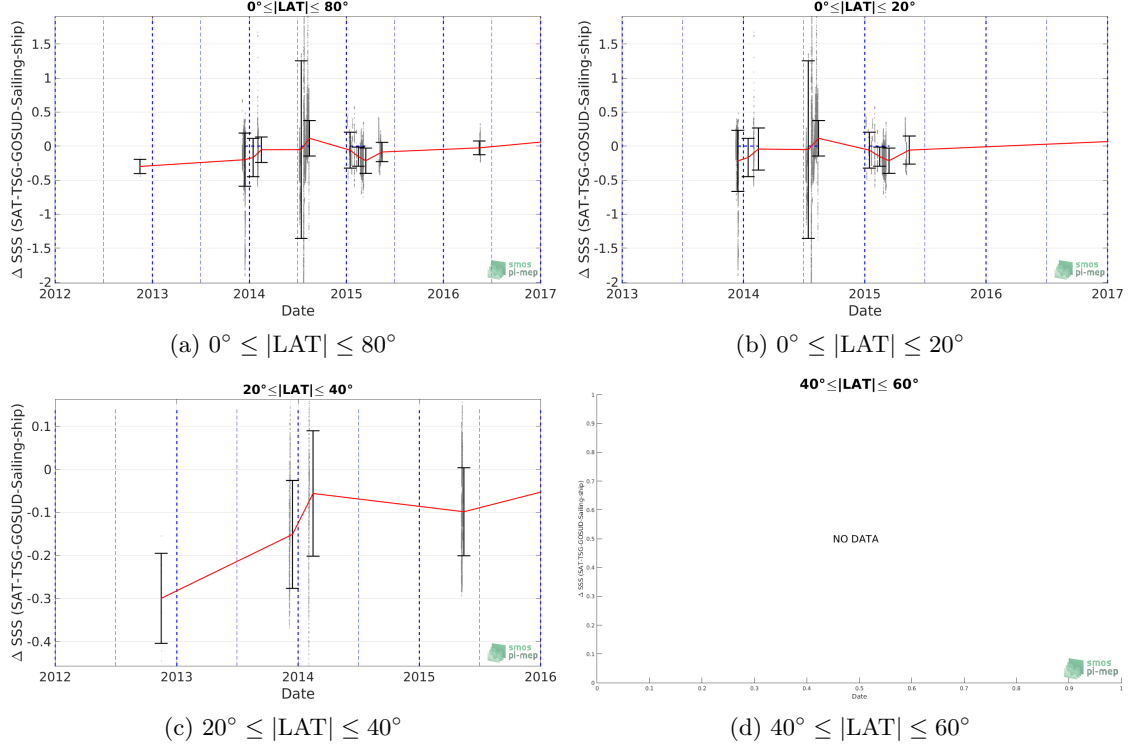 0°≤|LAT|≤ 80°
Δ SSS (SAT-TSG-GOSUD-Sailing-ship)
1.5
1
0.5
0
-0.5
-1
-1.5
-2
2012
2013
2014
2015
2016
2017
Date
smos
pi-mep
(a) 0° ≤ |LAT| ≤ 80°
0°≤|LAT|≤ 20°
Δ SSS (SAT-TSG-GOSUD-Sailing-ship)
1.5
1
0.5
0
-0.5
-1
-1.5
-2
2013
2014
2015
2016
2017
Date
smos
pi-mep
(b) 0° ≤ |LAT| ≤ 20°
20°≤|LAT|≤ 40°
Δ SSS (SAT-TSG-GOSUD-Sailing-ship)
0.1
0
-0.1
-0.2
-0.3
-0.4
2012
2013
2014
2015
2016
Date
smos
pi-mep
(c) 20° ≤ |LAT| ≤ 40°
40°≤|LAT|≤ 60°
Δ SSS (SAT-TSG-GOSUD-Sailing-ship)
1
0.9
0.8
0.7
0.6
0.5
0.4
0.3
0.2
0.1
0
NO DATA
0
0.1
0.2
0.3
0.4
0.5
0.6
0.7
0.8
0.9
1
Date
smos
pi-mep
(d) 40° ≤ |LAT| ≤ 60°